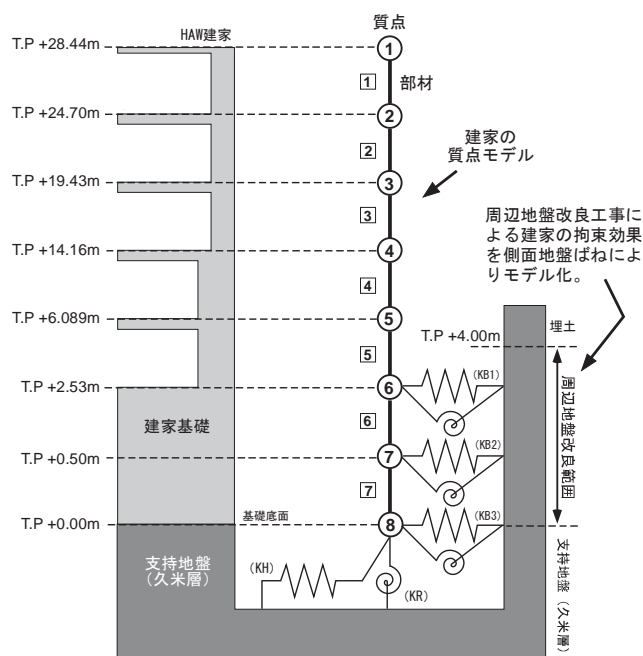 質点
HAW建家
T.P +28.44m
1
1
部材
T.P +24.70m
2
2
建家の
質点モデル
T.P +19.43m
3
3
周辺地盤改良工事に
よる建家の拘束効果
を側面地盤ばねによ
りモデル化。
T.P +14.16m
4
4
T.P +6.089m
5
埋土
T.P +4.00m
5
T.P +2.53m
6
(KB1)
周辺地盤改良範囲
建家基礎
6
T.P +0.50m
7
(KB2)
7
T.P +0.00m
基礎底面
8
(KB3)
支持地盤
(久米層)
(KH)
(KR)
支持地盤(久米層)